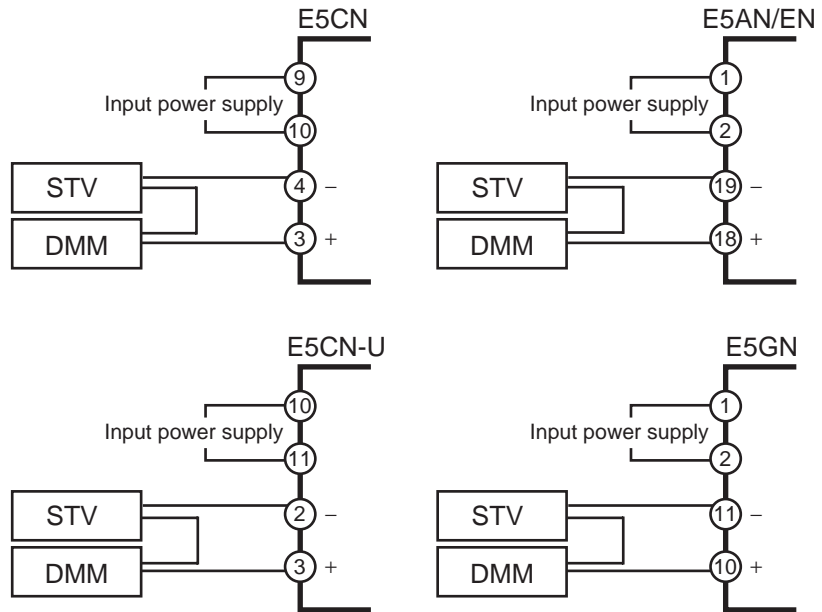 E5CN
9
Input power supply
10
STV
4 −
DMM
3 +
E5AN/EN
1
Input power supply
2
STV
19 −
DMM
18 +
E5CN-U
10
Input power supply
11
STV
2 −
DMM
3 +
E5GN
1
Input power supply
2
STV
11 −
DMM
10 +